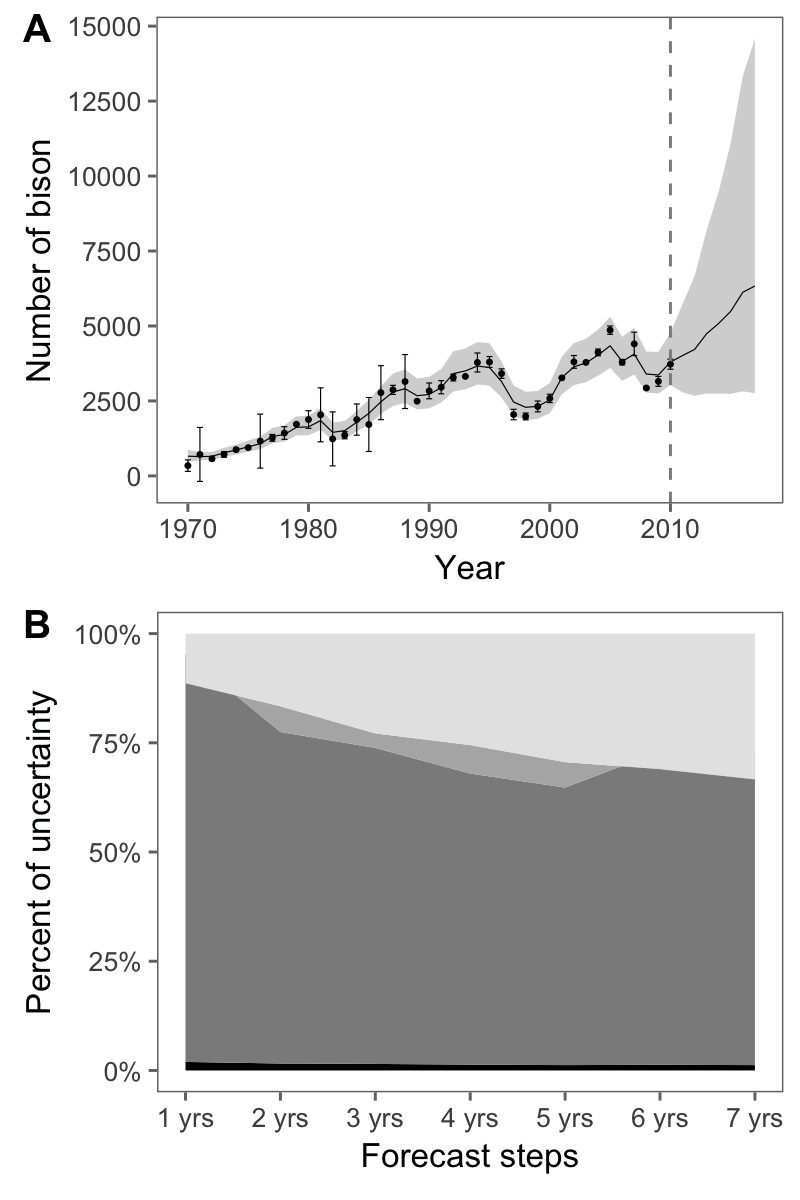 A
Number of bison
15000
12500
10000
7500
5000
2500
0
1970 1980 1990 2000 2010
Year
B
Percent of uncertainty
100%
75%
50%
25%
0%
1 yrs 2 yrs 3 yrs 4 yrs 5 yrs 6 yrs 7 yrs
Forecast steps